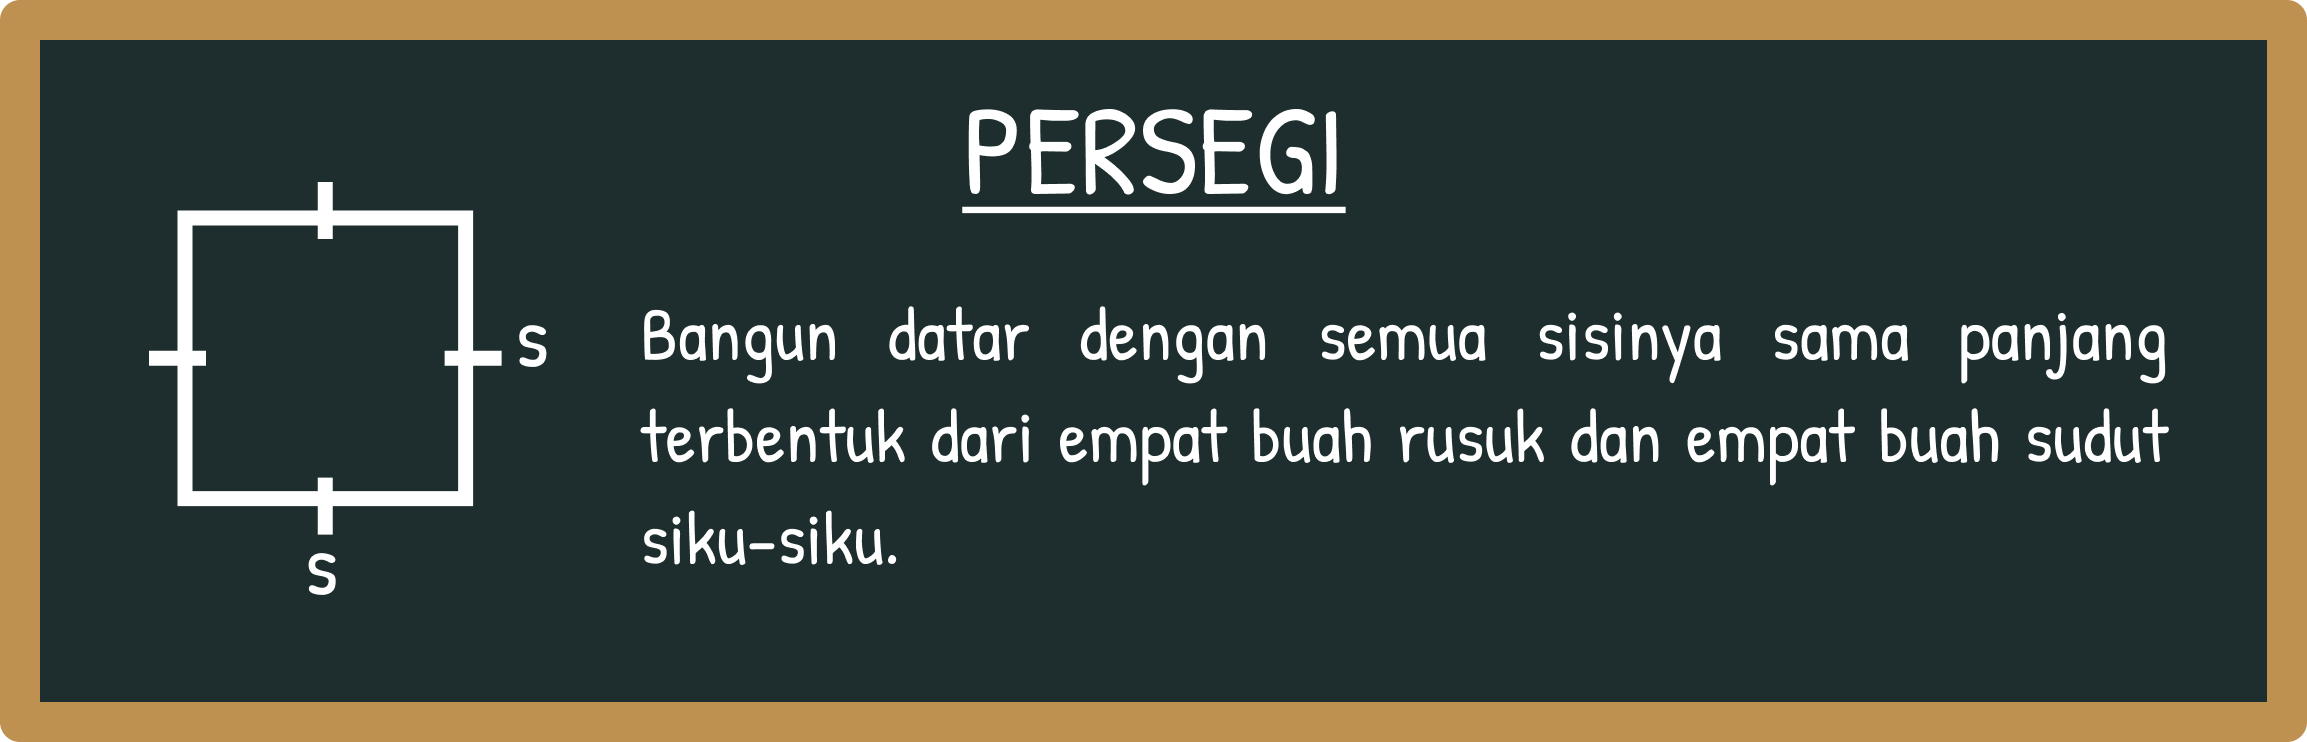 PERSEGI
s
Bangun datar dengan semua sisinya sama panjang
terbentuk dari empat buah rusuk dan empat buah sudut
siku-siku.
s